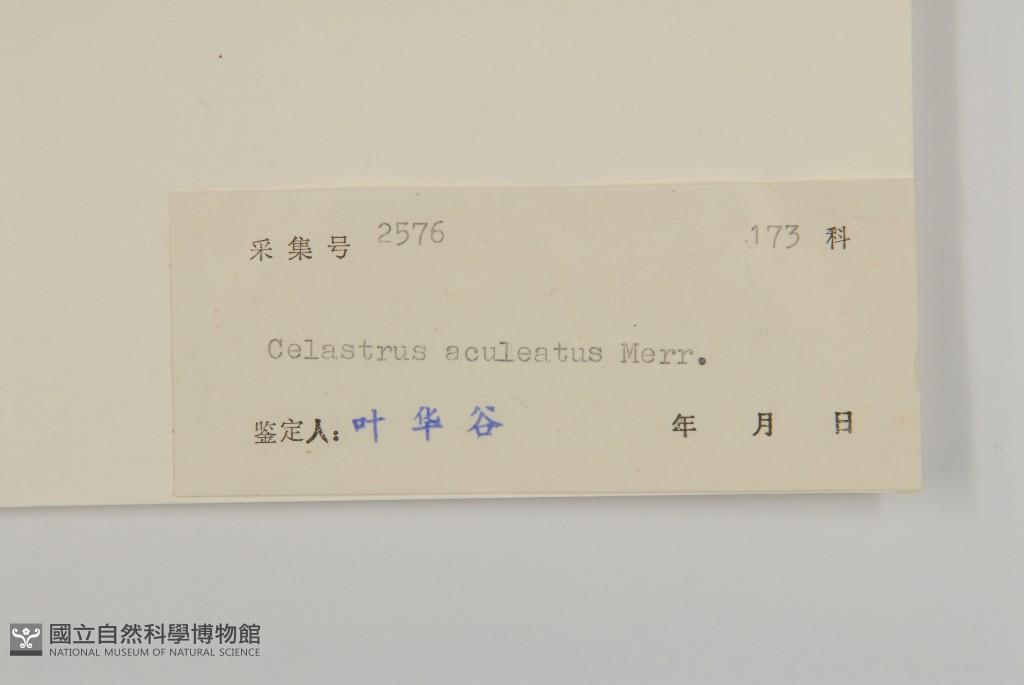 采集号 2576 173 科
Celastrus aculeatus Merr.
鉴定人: 叶华谷 年 月 日
國立自然科學博物館
NATIONAL MUSEUM OF NATURAL SCIENCE